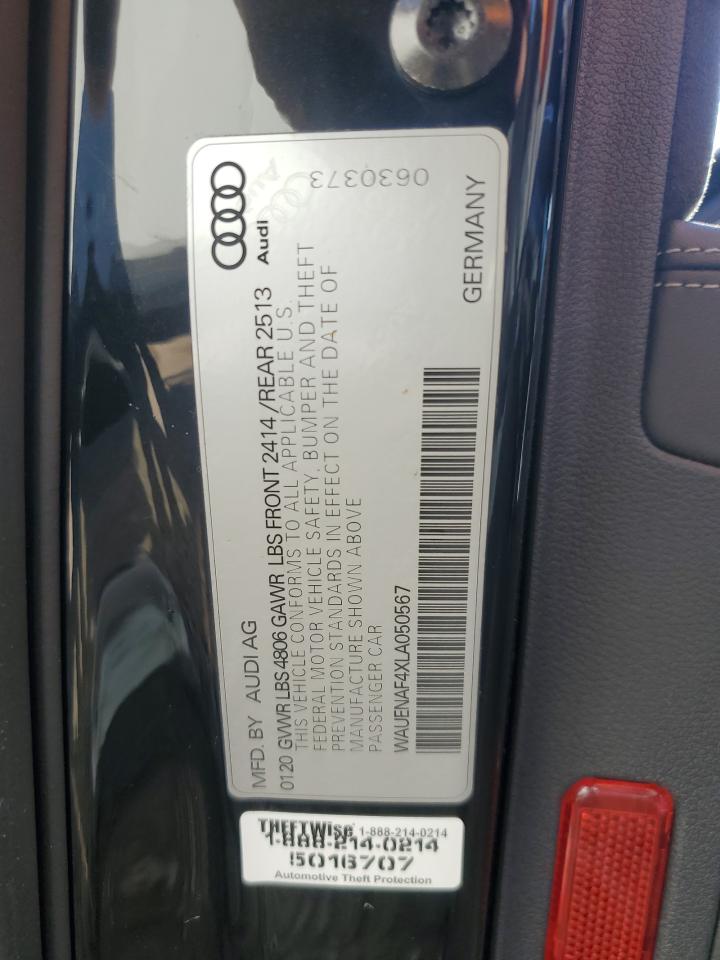 Audi
MFD. BY AUDI AG
0120 GVWR LBS 4806 GAWR LBS FRONT 2414 /REAR 2513
THIS VEHICLE CONFORMS TO ALL APPLICABLE U.S.
FEDERAL MOTOR VEHICLE SAFETY, BUMPER AND THEFT
PREVENTION STANDARDS IN EFFECT ON THE DATE OF
MANUFACTURE SHOWN ABOVE
PASSENGER CAR
0630373
WAUENAF4XLA050567
GERMANY
THEFTWise 1-888-214-0214
1-888-214-0214
5016707
Automotive Theft Protection